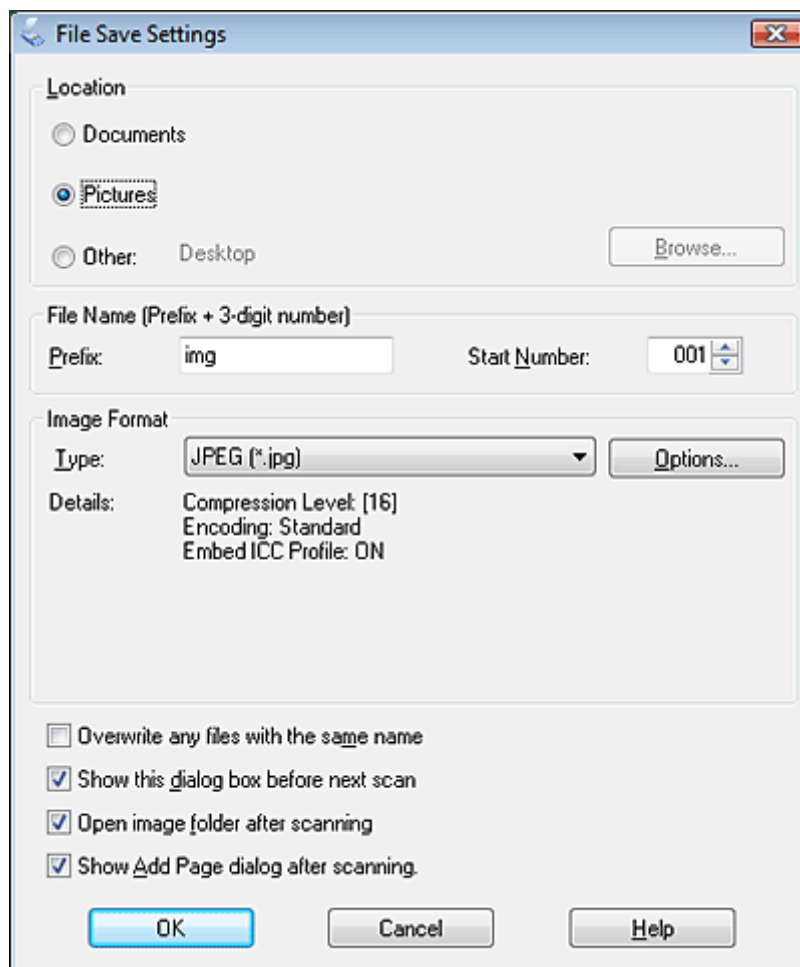 File Save Settings
Location
Documents
Pictures
Other: Desktop Browse...
File Name (Prefix + 3-digit number)
Prefix: img Start Number: 001
Image Format
Type: JPEG (*.jpg) Options...
Details: Compression Level: [16]
Encoding: Standard
Embed ICC Profile: ON
Overwrite any files with the same name
Show this dialog box before next scan
Open image folder after scanning
Show Add Page dialog after scanning.
OK Cancel Help